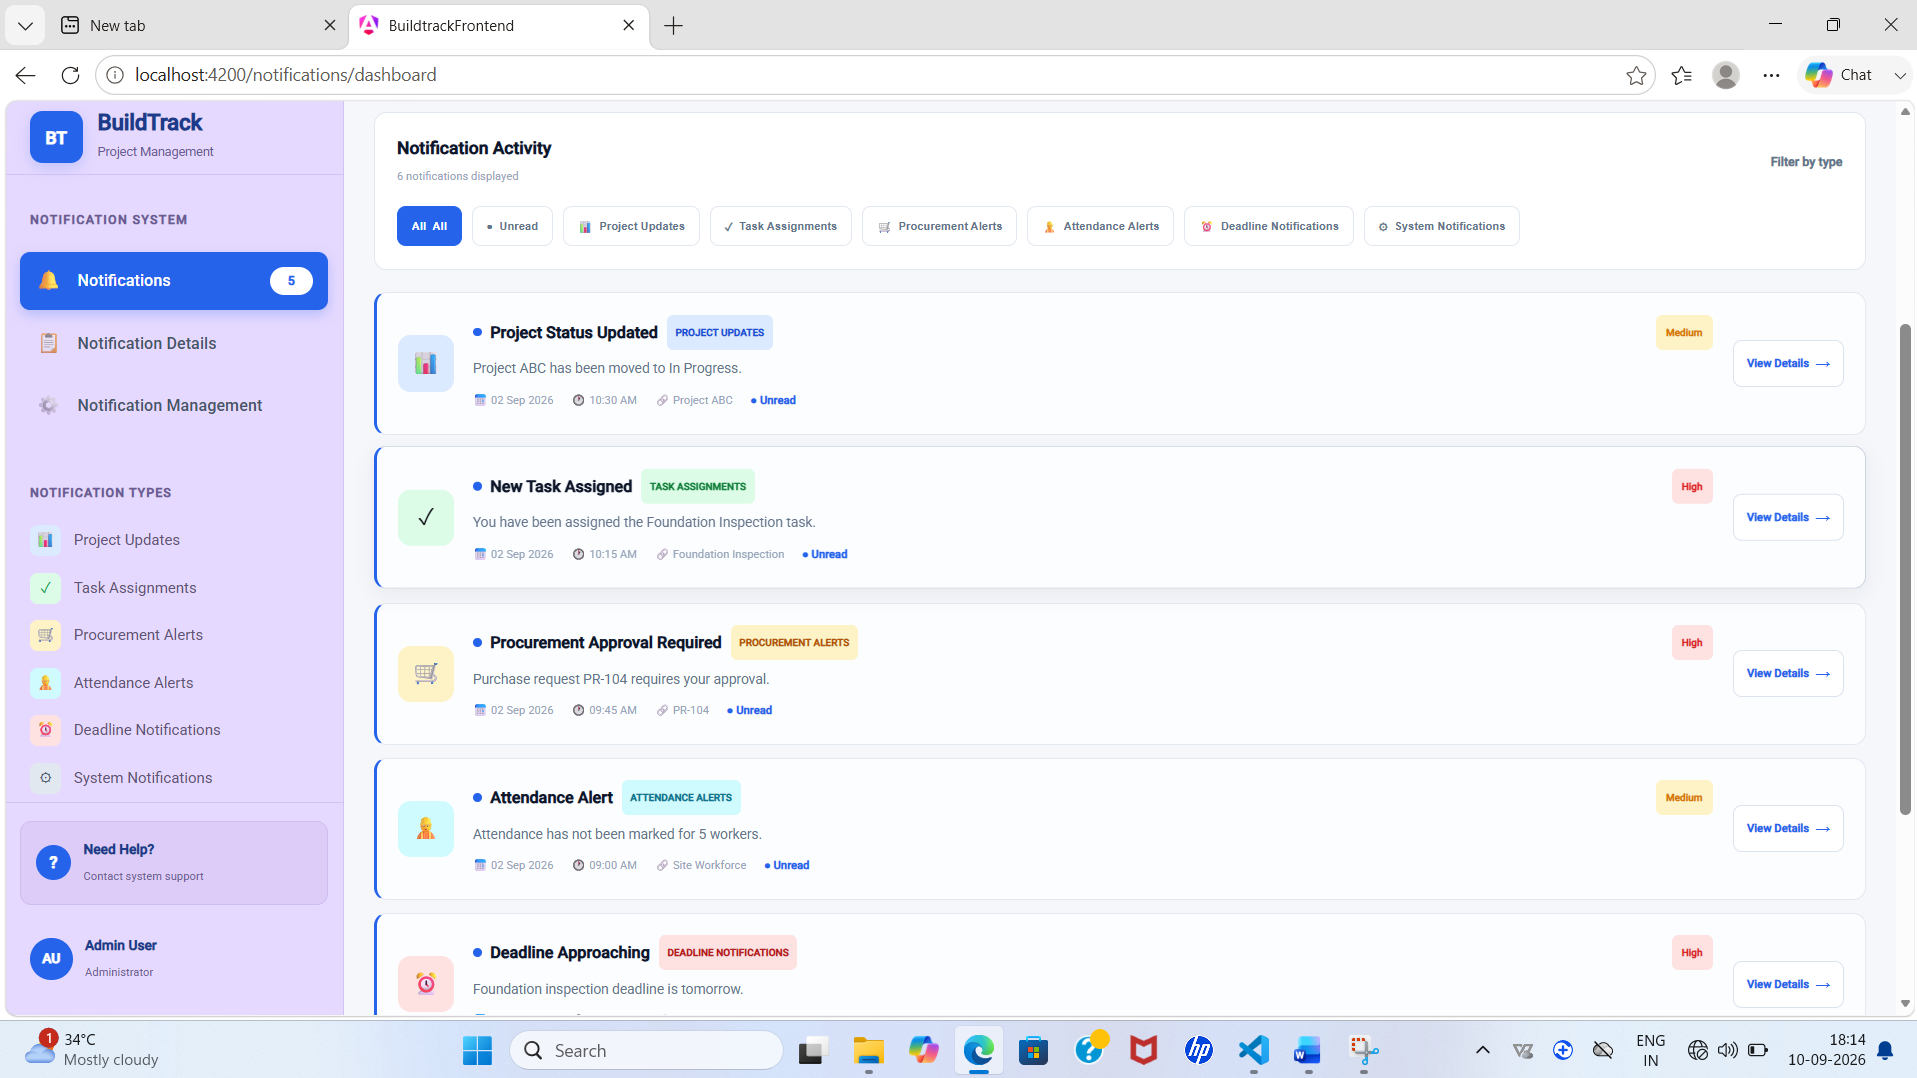 New tab
BuildtrackFrontend
localhost:4200/notifications/dashboard
Chat
BT
BuildTrack
Project Management
NOTIFICATION SYSTEM
Notifications
5
Notification Details
Notification Management
NOTIFICATION TYPES
Project Updates
Task Assignments
Procurement Alerts
Attendance Alerts
Deadline Notifications
System Notifications
?
Need Help?
Contact system support
AU
Admin User
Administrator
Notification Activity
6 notifications displayed
Filter by type
All All
Unread
Project Updates
✓ Task Assignments
Procurement Alerts
Attendance Alerts
Deadline Notifications
System Notifications
Project Status Updated PROJECT UPDATES
Medium
Project ABC has been moved to In Progress.
02 Sep 2026 10:30 AM Project ABC ● Unread
View Details →
New Task Assigned TASK ASSIGNMENTS
High
You have been assigned the Foundation Inspection task.
02 Sep 2026 10:15 AM Foundation Inspection ● Unread
View Details →
Procurement Approval Required PROCUREMENT ALERTS
High
Purchase request PR-104 requires your approval.
02 Sep 2026 09:45 AM PR-104 ● Unread
View Details →
Attendance Alert ATTENDANCE ALERTS
Medium
Attendance has not been marked for 5 workers.
02 Sep 2026 09:00 AM Site Workforce ● Unread
View Details →
Deadline Approaching DEADLINE NOTIFICATIONS
High
Foundation inspection deadline is tomorrow.
View Details →
1
34°C
Mostly cloudy
Search
ENG
IN
18:14
10-09-2026